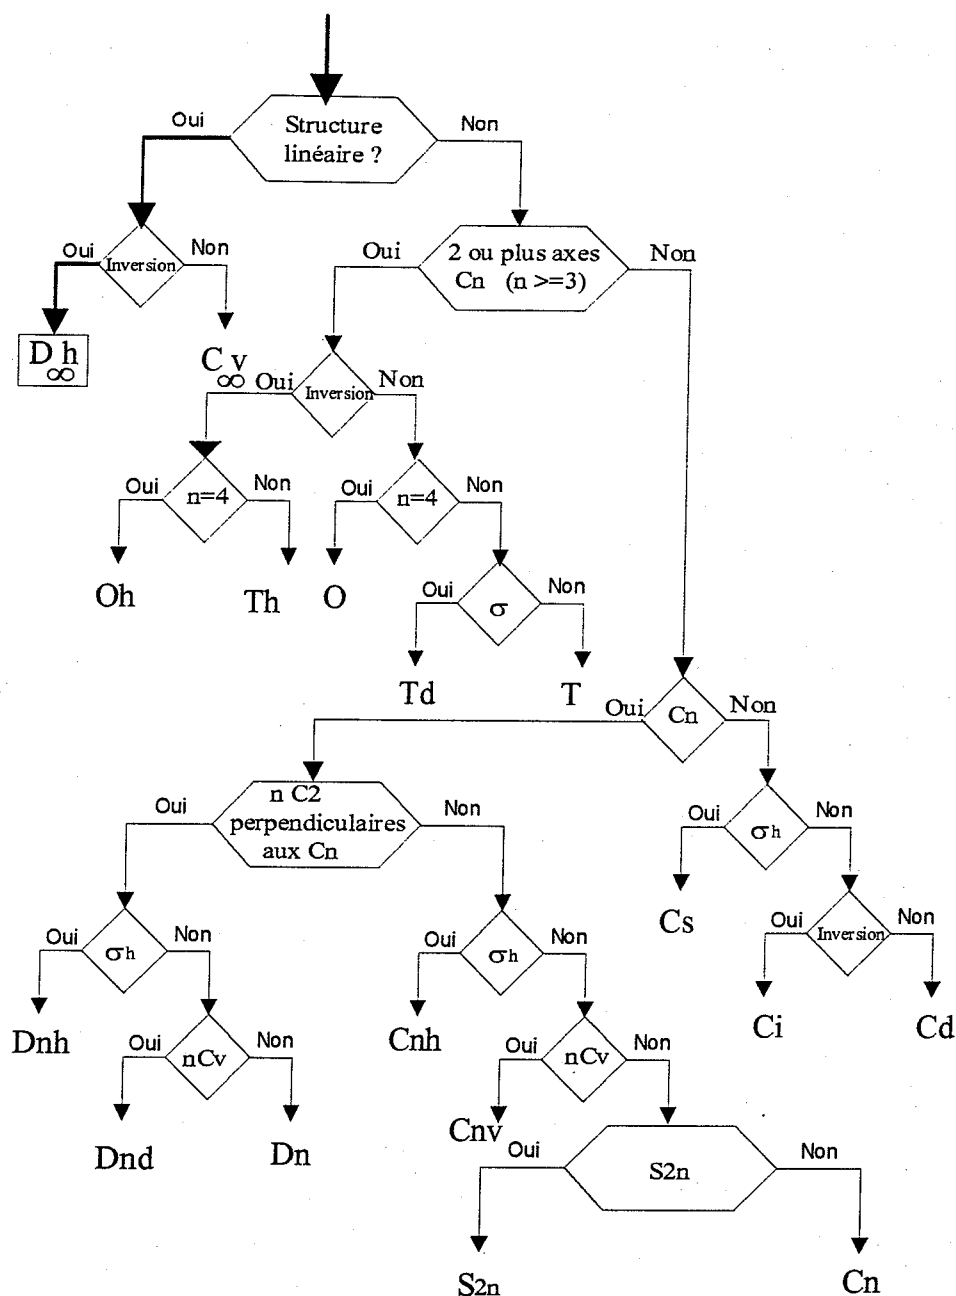 Structure
linéaire ?
Oui
Non
Inversion
Oui
Non
D h
∞
C v
∞
2 ou plus axes
Cn (n >=3)
Oui
Non
Inversion
Oui
Non
n=4
Oui
Non
Oh
Th
n=4
Oui
Non
O
σ
Oui
Non
Td
T
Cn
Oui
Non
n C2
perpendiculaires
aux Cn
Oui
Non
σh
Oui
Non
Cs
Inversion
Oui
Non
Ci
Cd
σh
Oui
Non
Dnh
nCv
Oui
Non
Dnd
Dn
σh
Oui
Non
Cnh
nCv
Oui
Non
Cnv
S2n
Oui
Non
S2n
Cn